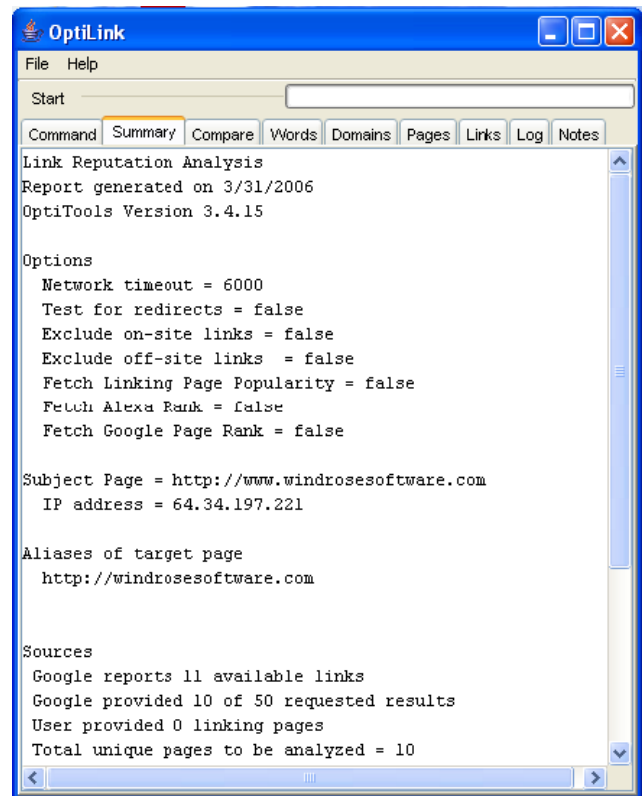 OptiLink
File Help
Start
Command Summary Compare Words Domains Pages Links Log Notes
Link Reputation Analysis
Report generated on 3/31/2006
OptiTools Version 3.4.15
Options
Network timeout = 6000
Test for redirects = false
Exclude on-site links = false
Exclude off-site links = false
Fetch Linking Page Popularity = false
Fetch Alexa Rank = false
Fetch Google Page Rank = false
Subject Page = http://www.windrosesoftware.com
IP address = 64.34.197.221
Aliases of target page
http://windrosesoftware.com
Sources
Google reports 11 available links
Google provided 10 of 50 requested results
User provided 0 linking pages
Total unique pages to be analyzed = 10